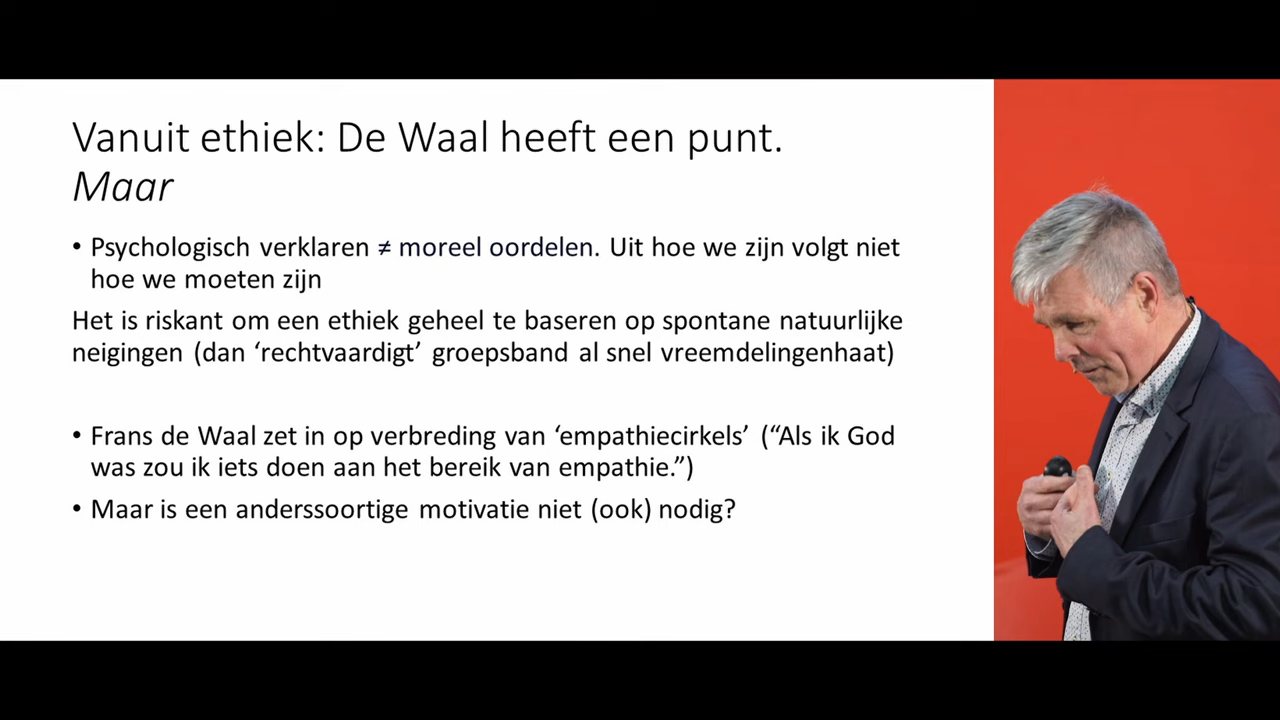 Vanuit ethiek: De Waal heeft een punt.
Maar
• Psychologisch verklaren ≠ moreel oordelen. Uit hoe we zijn volgt niet
hoe we moeten zijn
Het is riskant om een ethiek geheel te baseren op spontane natuurlijke
neigingen (dan ‘rechtvaardigt’ groepsband al snel vreemdelingenhaat)
• Frans de Waal zet in op verbreding van ‘empathiecirkels’ (“Als ik God
was zou ik iets doen aan het bereik van empathie.”)
• Maar is een anderssoortige motivatie niet (ook) nodig?